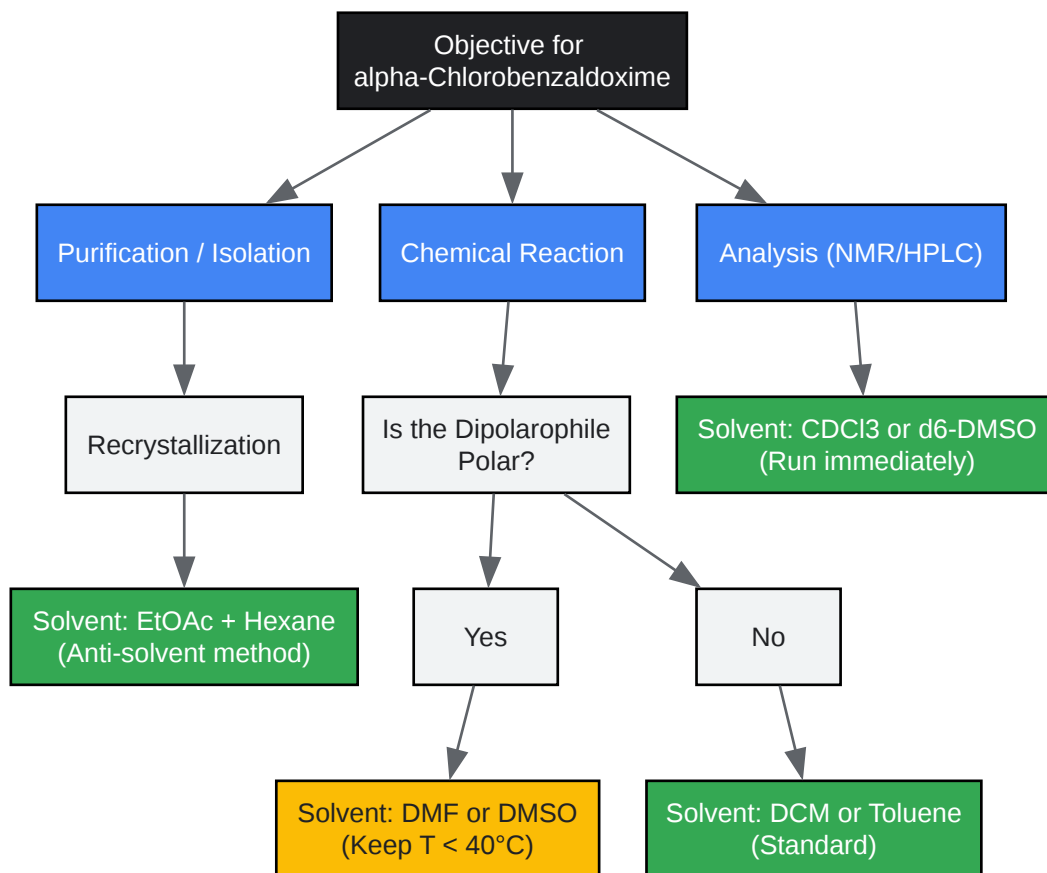 Objective for
alpha-Chlorobenzaldoxime
Purification / Isolation
Chemical Reaction
Analysis (NMR/HPLC)
Recrystallization
Is the Dipolarophile
Polar?
Solvent: CDCl3 or d6-DMSO
(Run immediately)
Solvent: EtOAc + Hexane
(Anti-solvent method)
Yes
No
Solvent: DMF or DMSO
(Keep T < 40°C)
Solvent: DCM or Toluene
(Standard)